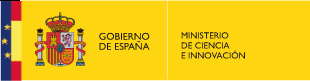 GOBIERNO
DE ESPAÑA
MINISTERIO
DE CIENCIA
E INNOVACIÓN